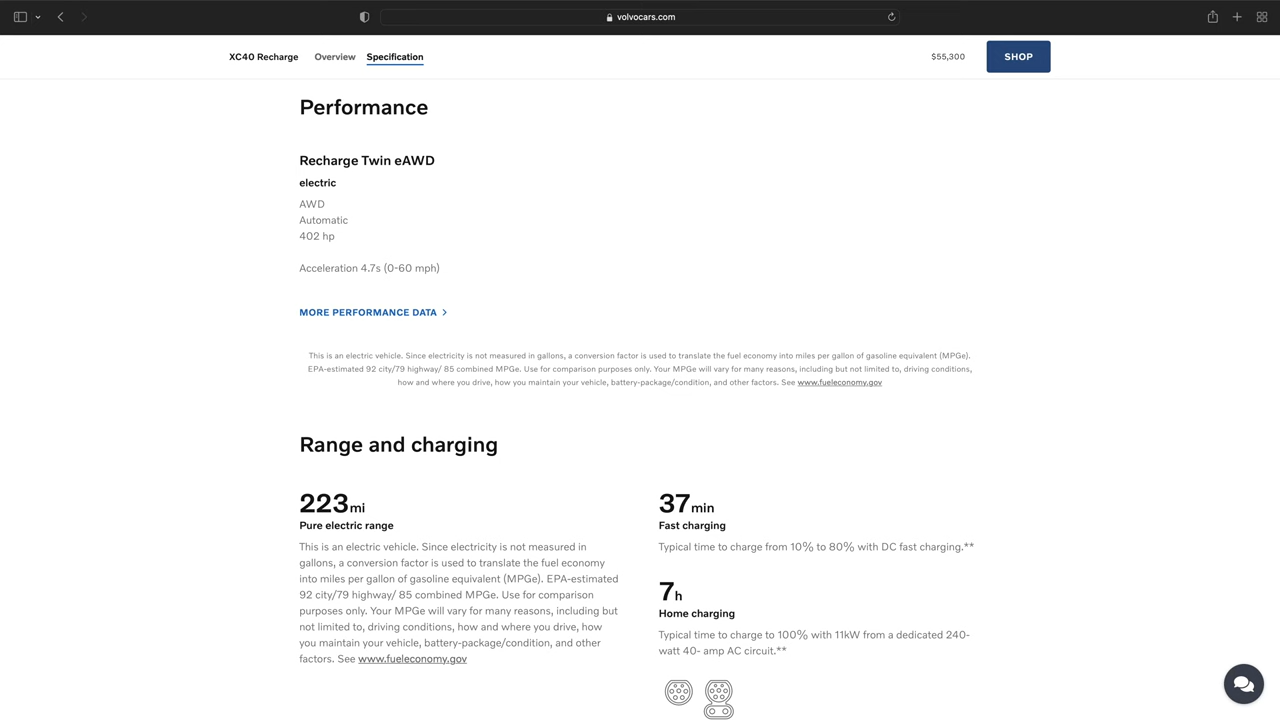 volvocars.com
XC40 Recharge Overview Specification $55,300 SHOP
Performance
Recharge Twin eAWD
electric
AWD
Automatic
402 hp
Acceleration 4.7s (0-60 mph)
MORE PERFORMANCE DATA
This is an electric vehicle. Since electricity is not measured in gallons, a conversion factor is used to translate the fuel economy into miles per gallon of gasoline equivalent (MPGe).
EPA-estimated 92 city/79 highway/ 85 combined MPGe. Use for comparison purposes only. Your MPGe will vary for many reasons, including but not limited to, driving conditions,
how and where you drive, how you maintain your vehicle, battery-package/condition, and other factors. See www.fueleconomy.gov
Range and charging
223 mi
Pure electric range
This is an electric vehicle. Since electricity is not measured in
gallons, a conversion factor is used to translate the fuel economy
into miles per gallon of gasoline equivalent (MPGe). EPA-estimated
92 city/79 highway/ 85 combined MPGe. Use for comparison
purposes only. Your MPGe will vary for many reasons, including but
not limited to, driving conditions, how and where you drive, how
you maintain your vehicle, battery-package/condition, and other
factors. See www.fueleconomy.gov
37 min
Fast charging
Typical time to charge from 10% to 80% with DC fast charging.**
7 h
Home charging
Typical time to charge to 100% with 11kW from a dedicated 240-
watt 40- amp AC circuit.**